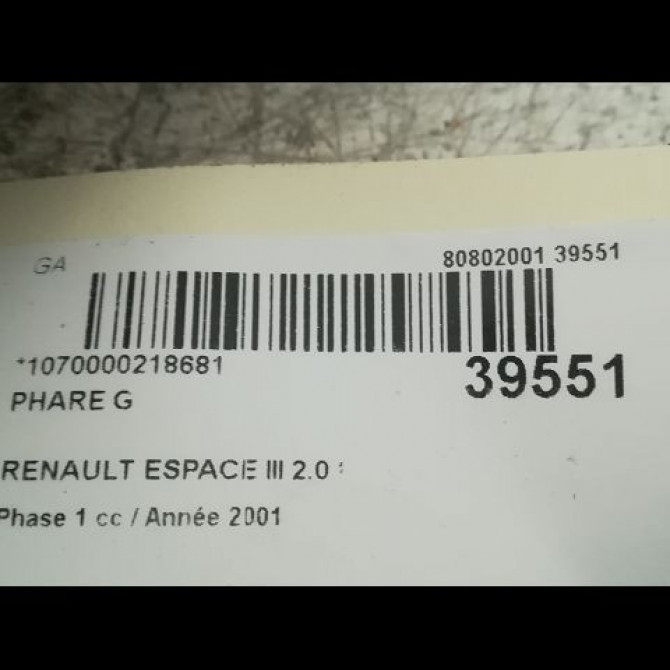 GA 80802001 39551
*1070000218681 39551
PHARE G
RENAULT ESPACE III 2.0
Phase 1 cc / Année 2001